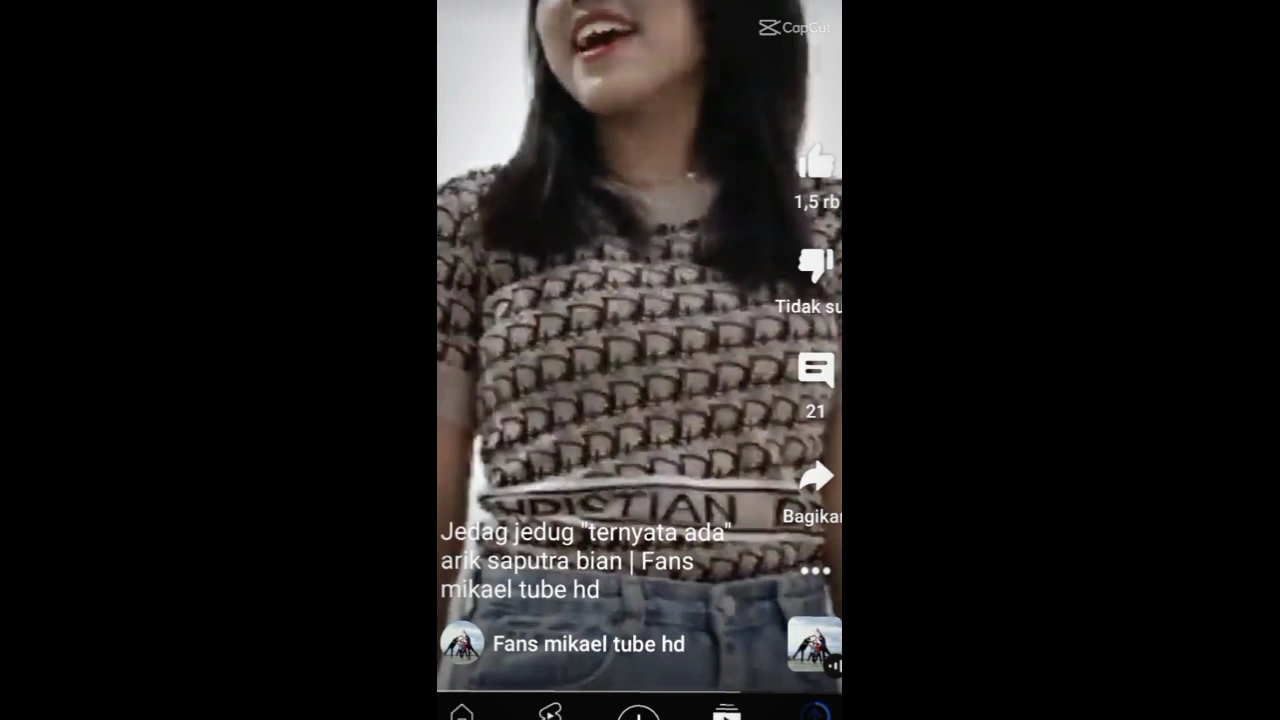 CapCut
1,5 rb
Tidak su
21
Bagikan
Jedag jedug "ternyata ada"
arik saputra bian | Fans
mikael tube hd
Fans mikael tube hd